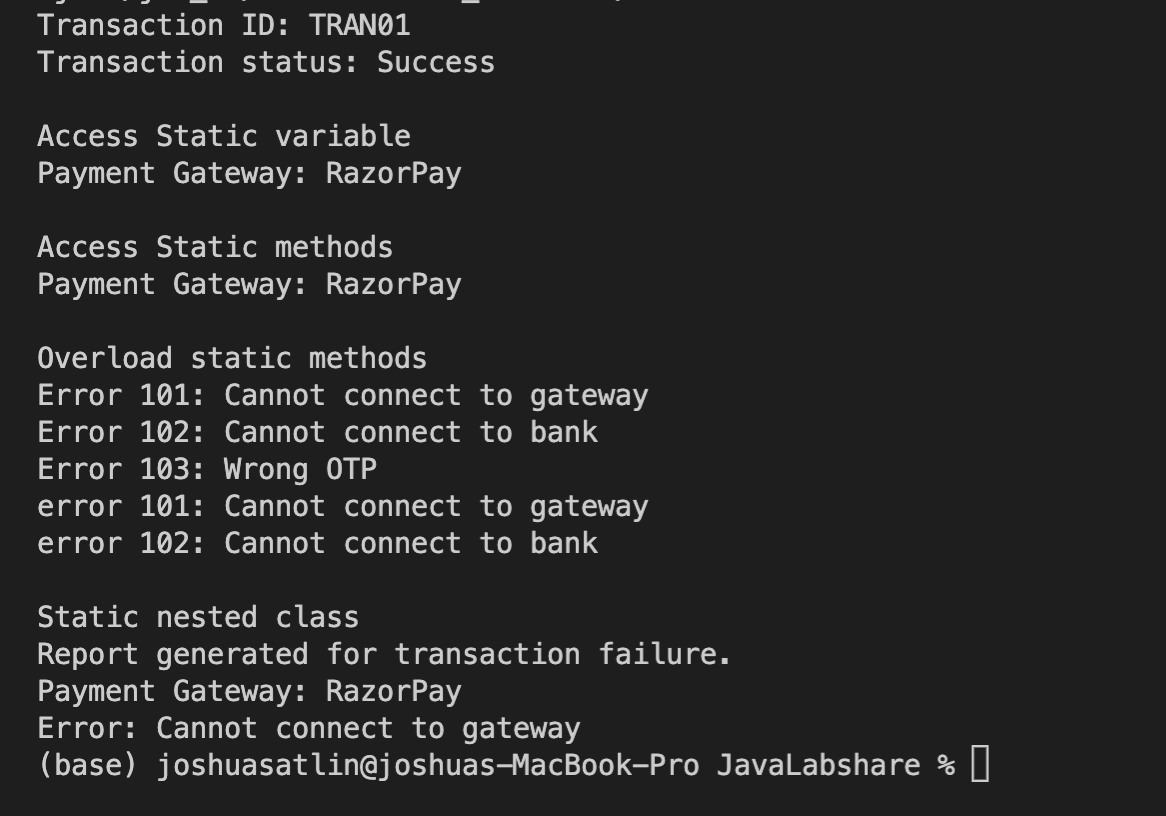 Transaction ID: TRAN01
Transaction status: Success
Access Static variable
Payment Gateway: RazorPay
Access Static methods
Payment Gateway: RazorPay
Overload static methods
Error 101: Cannot connect to gateway
Error 102: Cannot connect to bank
Error 103: Wrong OTP
error 101: Cannot connect to gateway
error 102: Cannot connect to bank
Static nested class
Report generated for transaction failure.
Payment Gateway: RazorPay
Error: Cannot connect to gateway
(base) joshuasatlin@joshuas-MacBook-Pro JavaLabshare %